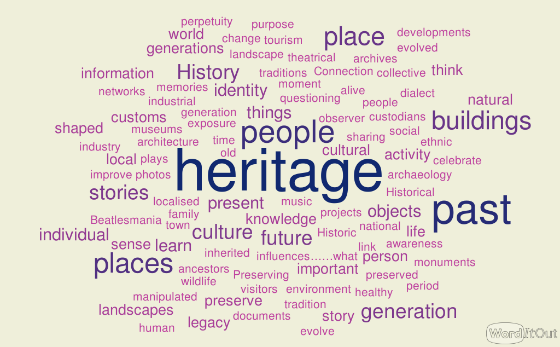 perpetuity purpose
world change tourism place developments
generations landscape theatrical archives evolved
information History traditions Connection collective think
networks memories identity moment alive dialect natural
industrial questioning people
customs generation things observer custodians buildings
shaped museums exposure people sharing social
industry architecture time cultural ethnic
local plays old heritage activity celebrate
improve photos archaeology
stories localised present music projects objects Historical past
Beatlesmania family knowledge national life
individual town culture future Historic link awareness
sense learn inherited influences......what person monuments
places ancestors Preserving important preserved
wildlife visitors environment healthy period
manipulated preserve tradition generation
landscapes legacy documents story
human evolve
WordItOut